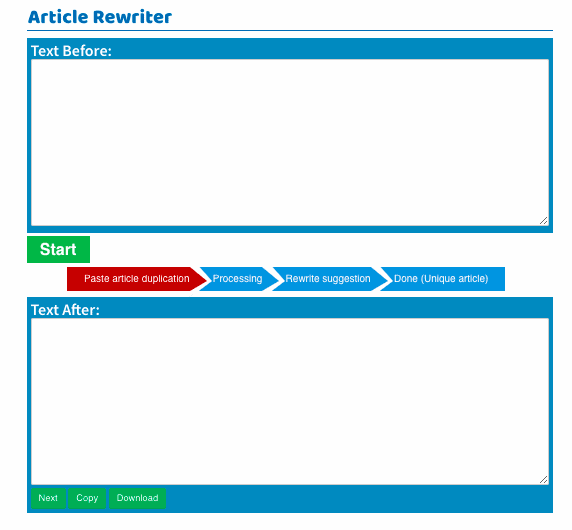 Article Rewriter
Text Before:
Start
Paste article duplication Processing Rewrite suggestion Done (Unique article)
Text After:
Next Copy Download